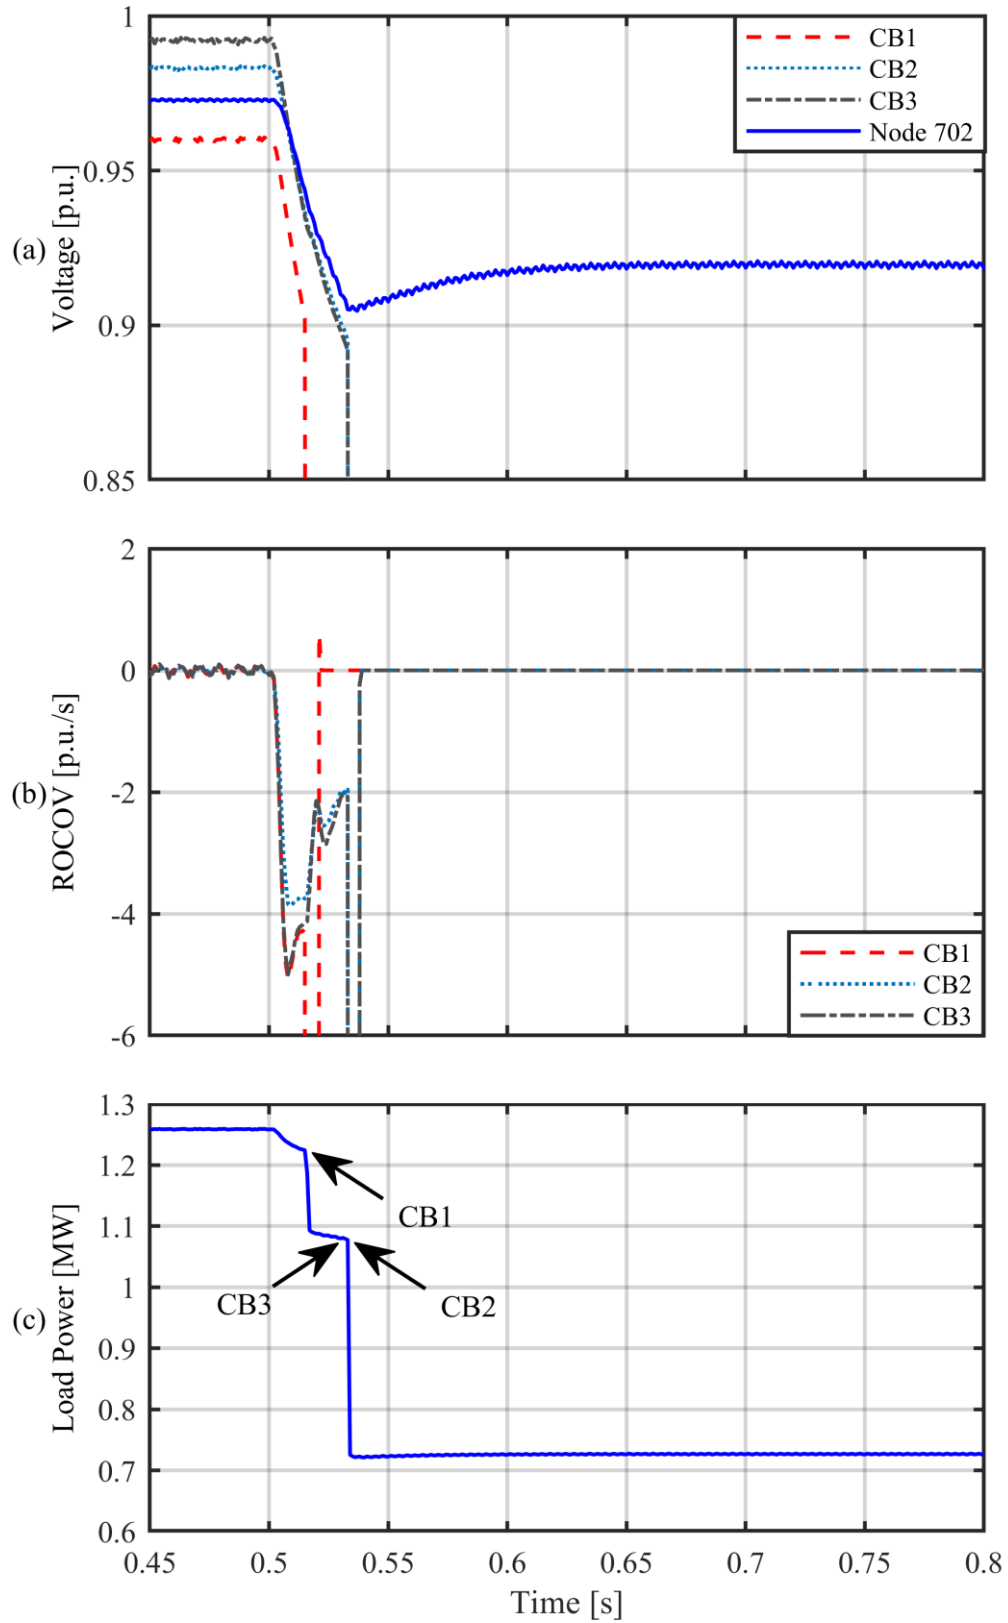 1
0.95
0.9
0.85
(a)
Voltage [p.u.]
CB1
CB2
CB3
Node 702
2
0
-2
-4
-6
(b)
ROCOV [p.u./s]
CB1
CB2
CB3
1.3
1.2
1.1
1
0.9
0.8
0.7
0.6
(c)
Load Power [MW]
CB1
CB3
CB2
0.45 0.5 0.55 0.6 0.65 0.7 0.75 0.8
Time [s]